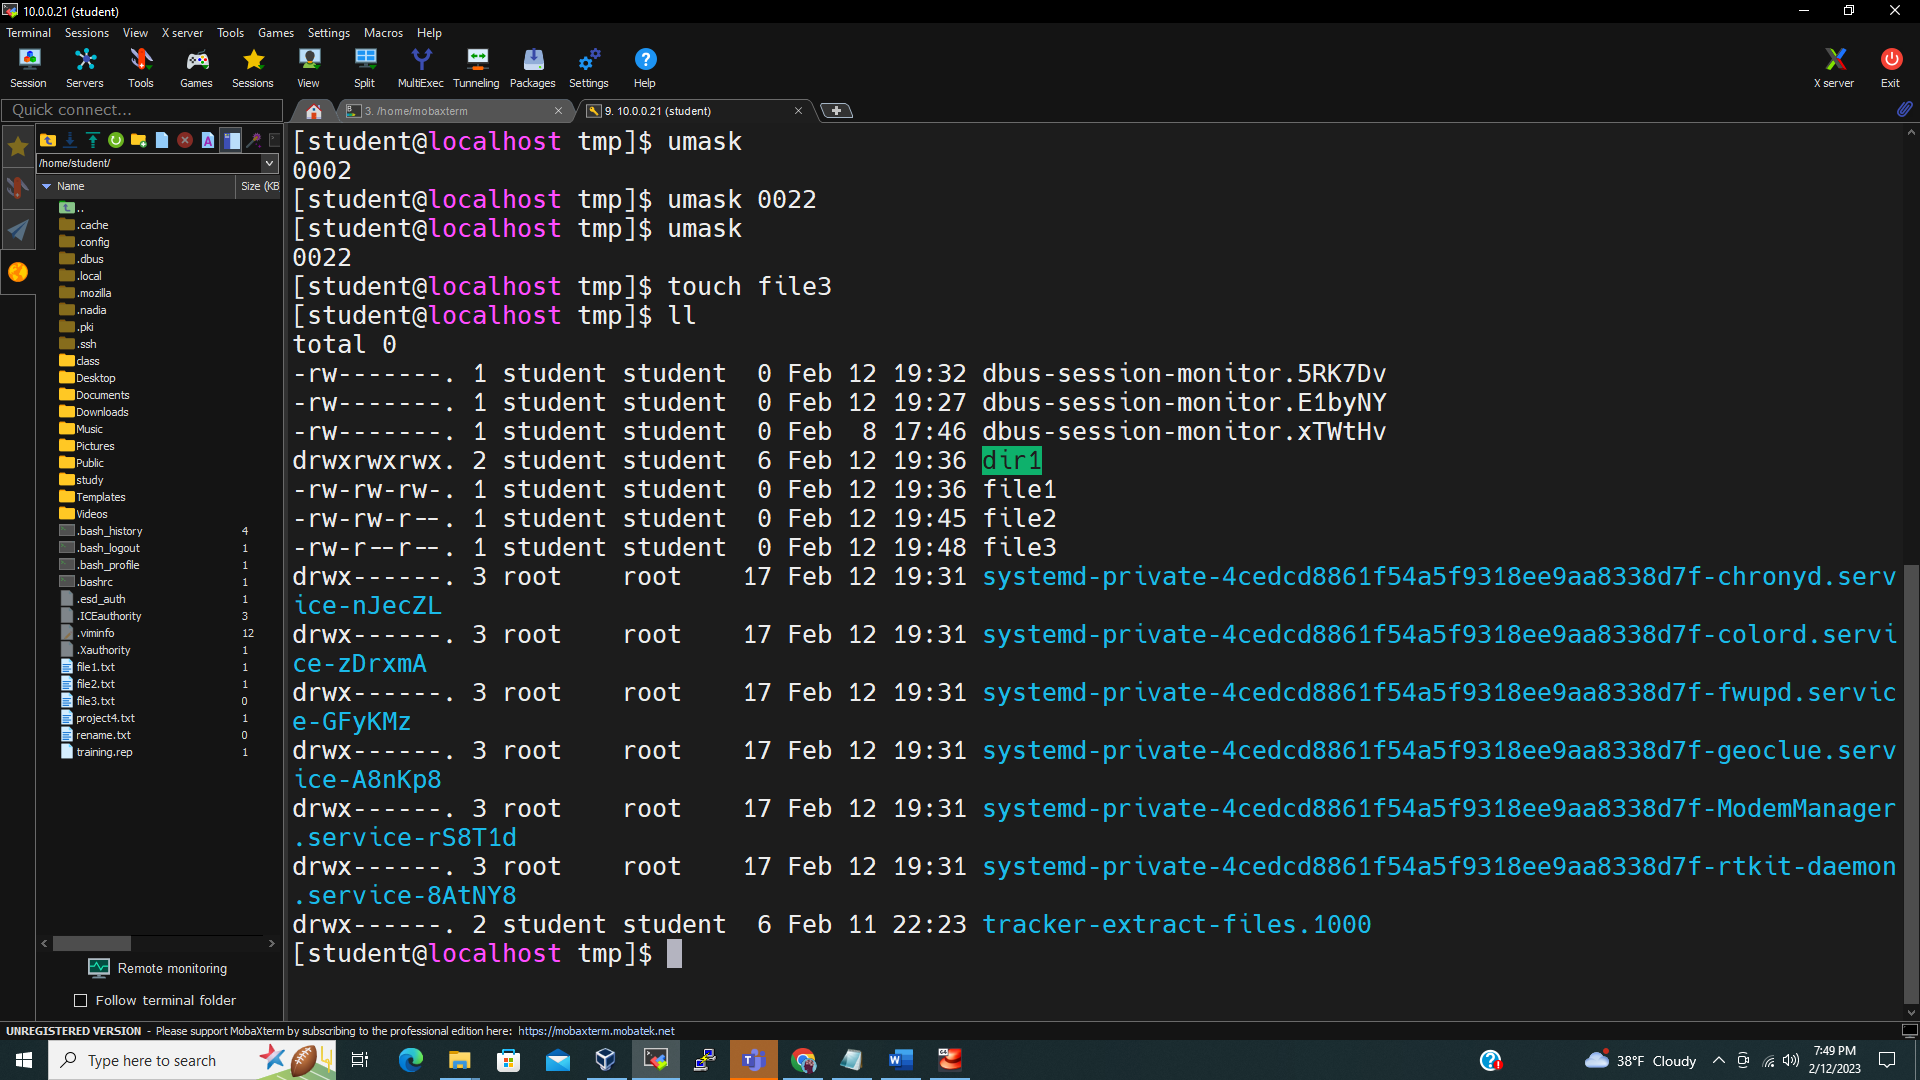 10.0.0.21 (student)
Terminal Sessions View X server Tools Games Settings Macros Help
Session Servers Tools Games Sessions View Split MultiExec Tunneling Packages Settings Help X server Exit
Quick connect...
3. /home/mobaxterm
9. 10.0.0.21 (student)
/home/student/
Name Size (KB
..
.cache
.config
.dbus
.local
.mozilla
.nadia
.pki
.ssh
class
Desktop
Documents
Downloads
Music
Pictures
Public
study
Templates
Videos
.bash_history 4
.bash_logout 1
.bash_profile 1
.bashrc 1
.esd_auth 1
.ICEauthority 3
.viminfo 12
.Xauthority 1
file1.txt 1
file2.txt 1
file3.txt 0
project4.txt 1
rename.txt 0
training.rep 1
Remote monitoring
Follow terminal folder
[student@localhost tmp]$ umask
0002
[student@localhost tmp]$ umask 0022
[student@localhost tmp]$ umask
0022
[student@localhost tmp]$ touch file3
[student@localhost tmp]$ ll
total 0
-rw-------. 1 student student  0 Feb 12 19:32 dbus-session-monitor.5RK7Dv
-rw-------. 1 student student  0 Feb 12 19:27 dbus-session-monitor.E1byNY
-rw-------. 1 student student  0 Feb  8 17:46 dbus-session-monitor.xTWtHv
drwxrwxrwx. 2 student student  6 Feb 12 19:36 dir1
-rw-rw-rw-. 1 student student  0 Feb 12 19:36 file1
-rw-rw-r--. 1 student student  0 Feb 12 19:45 file2
-rw-r--r--. 1 student student  0 Feb 12 19:48 file3
drwx------. 3 root    root    17 Feb 12 19:31 systemd-private-4cedcd8861f54a5f9318ee9aa8338d7f-chronyd.serv
ice-nJecZL
drwx------. 3 root    root    17 Feb 12 19:31 systemd-private-4cedcd8861f54a5f9318ee9aa8338d7f-colord.servi
ce-zDrxmA
drwx------. 3 root    root    17 Feb 12 19:31 systemd-private-4cedcd8861f54a5f9318ee9aa8338d7f-fwupd.servic
e-GFyKMz
drwx------. 3 root    root    17 Feb 12 19:31 systemd-private-4cedcd8861f54a5f9318ee9aa8338d7f-geoclue.serv
ice-A8nKp8
drwx------. 3 root    root    17 Feb 12 19:31 systemd-private-4cedcd8861f54a5f9318ee9aa8338d7f-ModemManager
.service-rS8T1d
drwx------. 3 root    root    17 Feb 12 19:31 systemd-private-4cedcd8861f54a5f9318ee9aa8338d7f-rtkit-daemon
.service-8AtNY8
drwx------. 2 student student  6 Feb 11 22:23 tracker-extract-files.1000
[student@localhost tmp]$
UNREGISTERED VERSION - Please support MobaXterm by subscribing to the professional edition here: https://mobaxterm.mobatek.net
Type here to search
38°F Cloudy
7:49 PM
2/12/2023